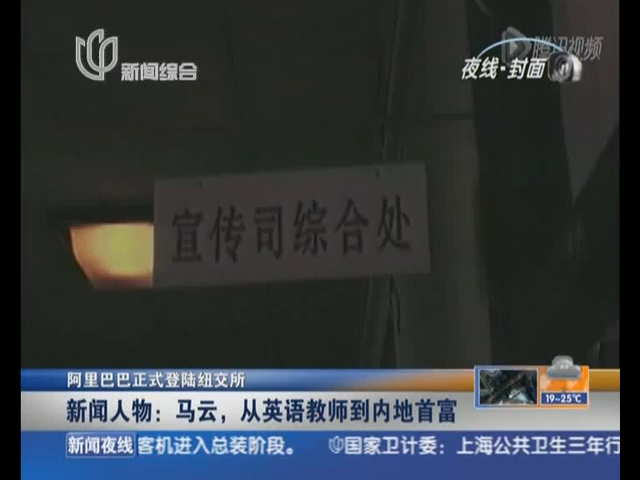 新闻综合
腾讯视频
夜线·封面
宣传司综合处
阿里巴巴正式登陆纽交所
新闻人物：马云，从英语教师到内地首富
19~25℃
新闻夜线
客机进入总装阶段。
国家卫计委：上海公共卫生三年行